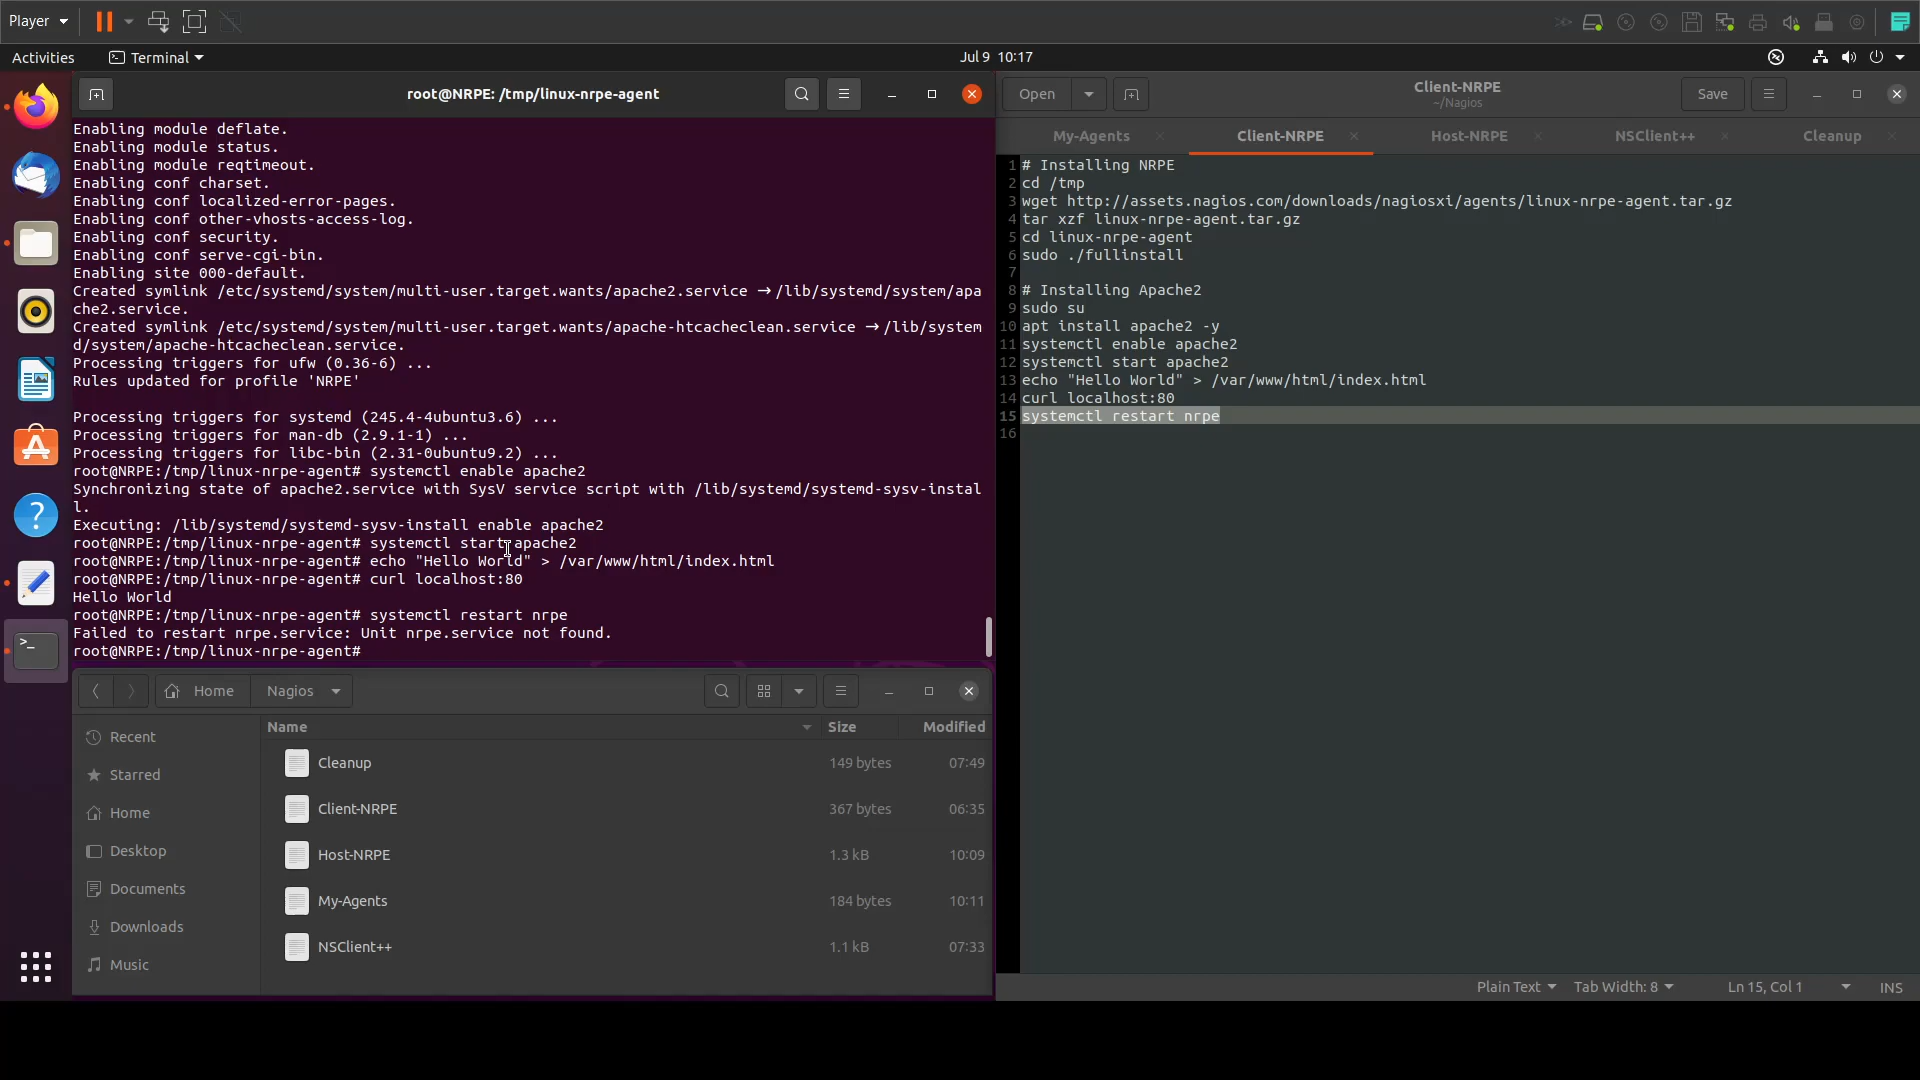 Player
Activities
Terminal
Jul 9 10:17
root@NRPE: /tmp/linux-nrpe-agent
Enabling module deflate.
Enabling module status.
Enabling module reqtimeout.
Enabling conf charset.
Enabling conf localized-error-pages.
Enabling conf other-vhosts-access-log.
Enabling conf security.
Enabling conf serve-cgi-bin.
Enabling site 000-default.
Created symlink /etc/systemd/system/multi-user.target.wants/apache2.service → /lib/systemd/system/apa
che2.service.
Created symlink /etc/systemd/system/multi-user.target.wants/apache-htcacheclean.service → /lib/system
d/system/apache-htcacheclean.service.
Processing triggers for ufw (0.36-6) ...
Rules updated for profile 'NRPE'
Processing triggers for systemd (245.4-4ubuntu3.6) ...
Processing triggers for man-db (2.9.1-1) ...
Processing triggers for libc-bin (2.31-0ubuntu9.2) ...
root@NRPE:/tmp/linux-nrpe-agent# systemctl enable apache2
Synchronizing state of apache2.service with SysV service script with /lib/systemd/systemd-sysv-instal
l.
Executing: /lib/systemd/systemd-sysv-install enable apache2
root@NRPE:/tmp/linux-nrpe-agent# systemctl start apache2
root@NRPE:/tmp/linux-nrpe-agent# echo "Hello World" > /var/www/html/index.html
root@NRPE:/tmp/linux-nrpe-agent# curl localhost:80
Hello World
root@NRPE:/tmp/linux-nrpe-agent# systemctl restart nrpe
Failed to restart nrpe.service: Unit nrpe.service not found.
root@NRPE:/tmp/linux-nrpe-agent#
Home
Nagios
Name Size Modified
Recent
Starred
Home
Desktop
Documents
Downloads
Music
Cleanup 149 bytes 07:49
Client-NRPE 367 bytes 06:35
Host-NRPE 1.3 kB 10:09
My-Agents 184 bytes 10:11
NSClient++ 1.1 kB 07:33
Open
Client-NRPE
~/Nagios
Save
My-Agents
Client-NRPE
Host-NRPE
NSClient++
Cleanup
1 # Installing NRPE
2 cd /tmp
3 wget http://assets.nagios.com/downloads/nagiosxi/agents/linux-nrpe-agent.tar.gz
4 tar xzf linux-nrpe-agent.tar.gz
5 cd linux-nrpe-agent
6 sudo ./fullinstall
7
8 # Installing Apache2
9 sudo su
10 apt install apache2 -y
11 systemctl enable apache2
12 systemctl start apache2
13 echo "Hello World" > /var/www/html/index.html
14 curl localhost:80
15 systemctl restart nrpe
16
Plain Text
Tab Width: 8
Ln 15, Col 1
INS